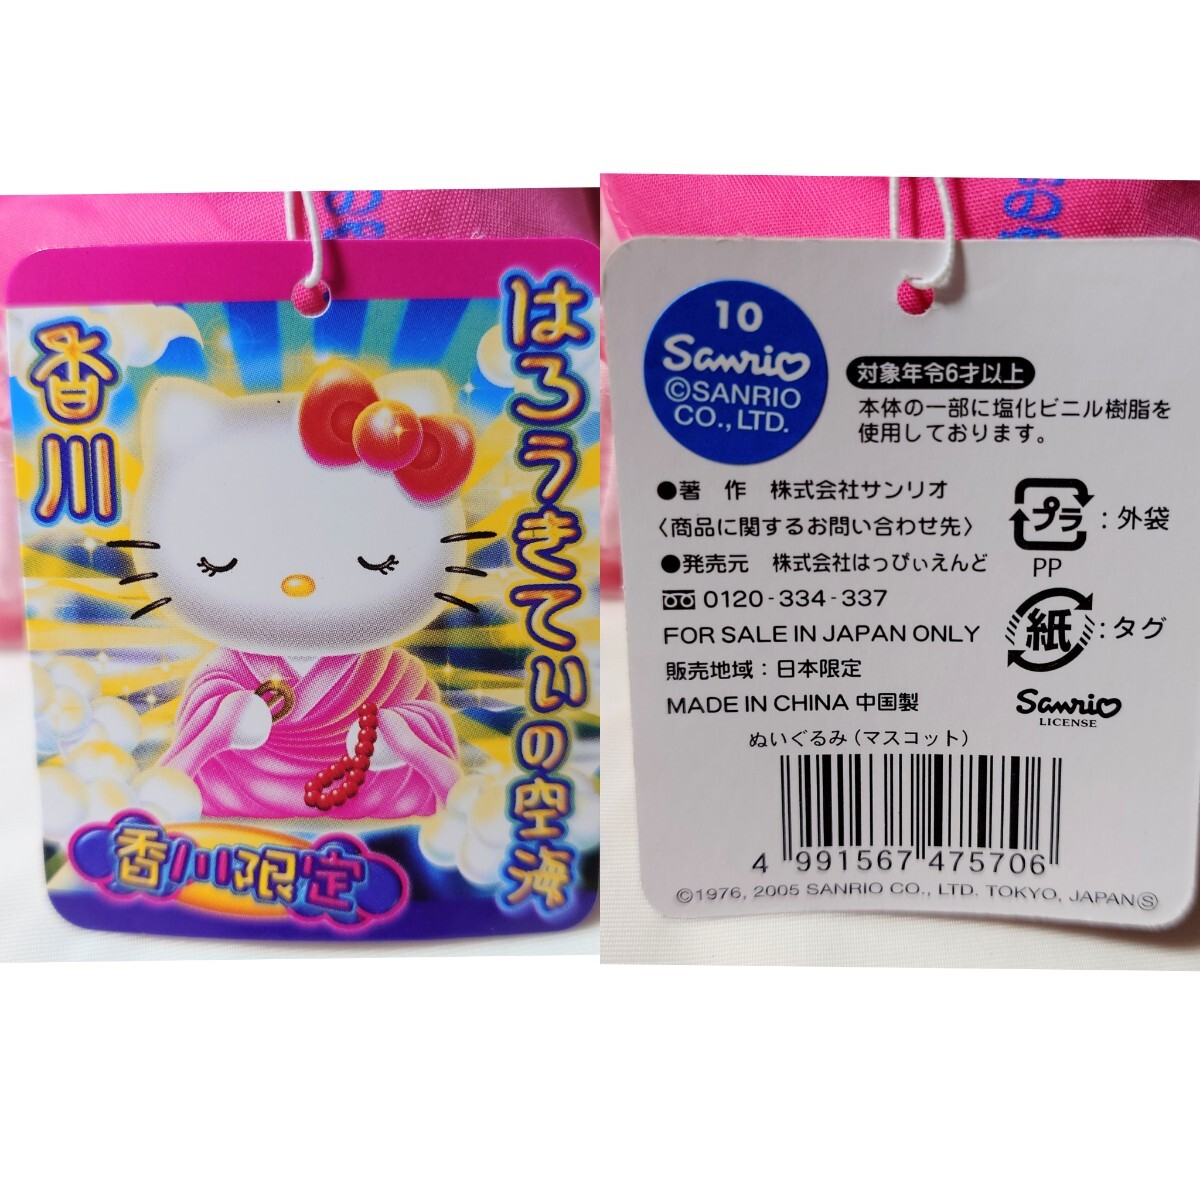 香川
はろうきてぃの空海
香川限定
10
Sanrio
©SANRIO
CO., LTD.
対象年令6才以上
本体の一部に塩化ビニル樹脂を
使用しております。
●著 作 株式会社サンリオ
〈商品に関するお問い合わせ先〉
●発売元 株式会社はっぴぃえんど
0120-334-337
FOR SALE IN JAPAN ONLY
販売地域：日本限定
MADE IN CHINA 中国製
プラ：外袋
PP
紙：タグ
Sanrio
LICENSE
ぬいぐるみ（マスコット）
4 991567 475706
©1976, 2005 SANRIO CO., LTD. TOKYO, JAPAN Ⓢ